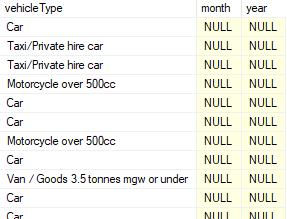 vehicleType month year
Car NULL NULL
Taxi/Private hire car NULL NULL
Taxi/Private hire car NULL NULL
Motorcycle over 500cc NULL NULL
Car NULL NULL
Car NULL NULL
Motorcycle over 500cc NULL NULL
Car NULL NULL
Van / Goods 3.5 tonnes mgw or under NULL NULL
Car NULL NULL
Car NULL NULL